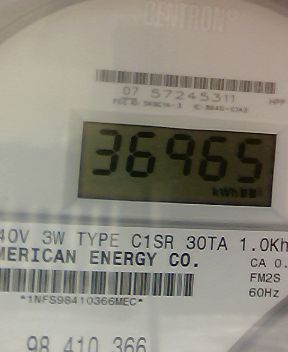 CENTRON®
07 57245311
HPP
36965
kWh
40V 3W TYPE C1SR 30TA 1.0Kh
MERICAN ENERGY CO.
CA 0.
FM2S
60Hz
*1NFS98410366MEC*
98 410 366